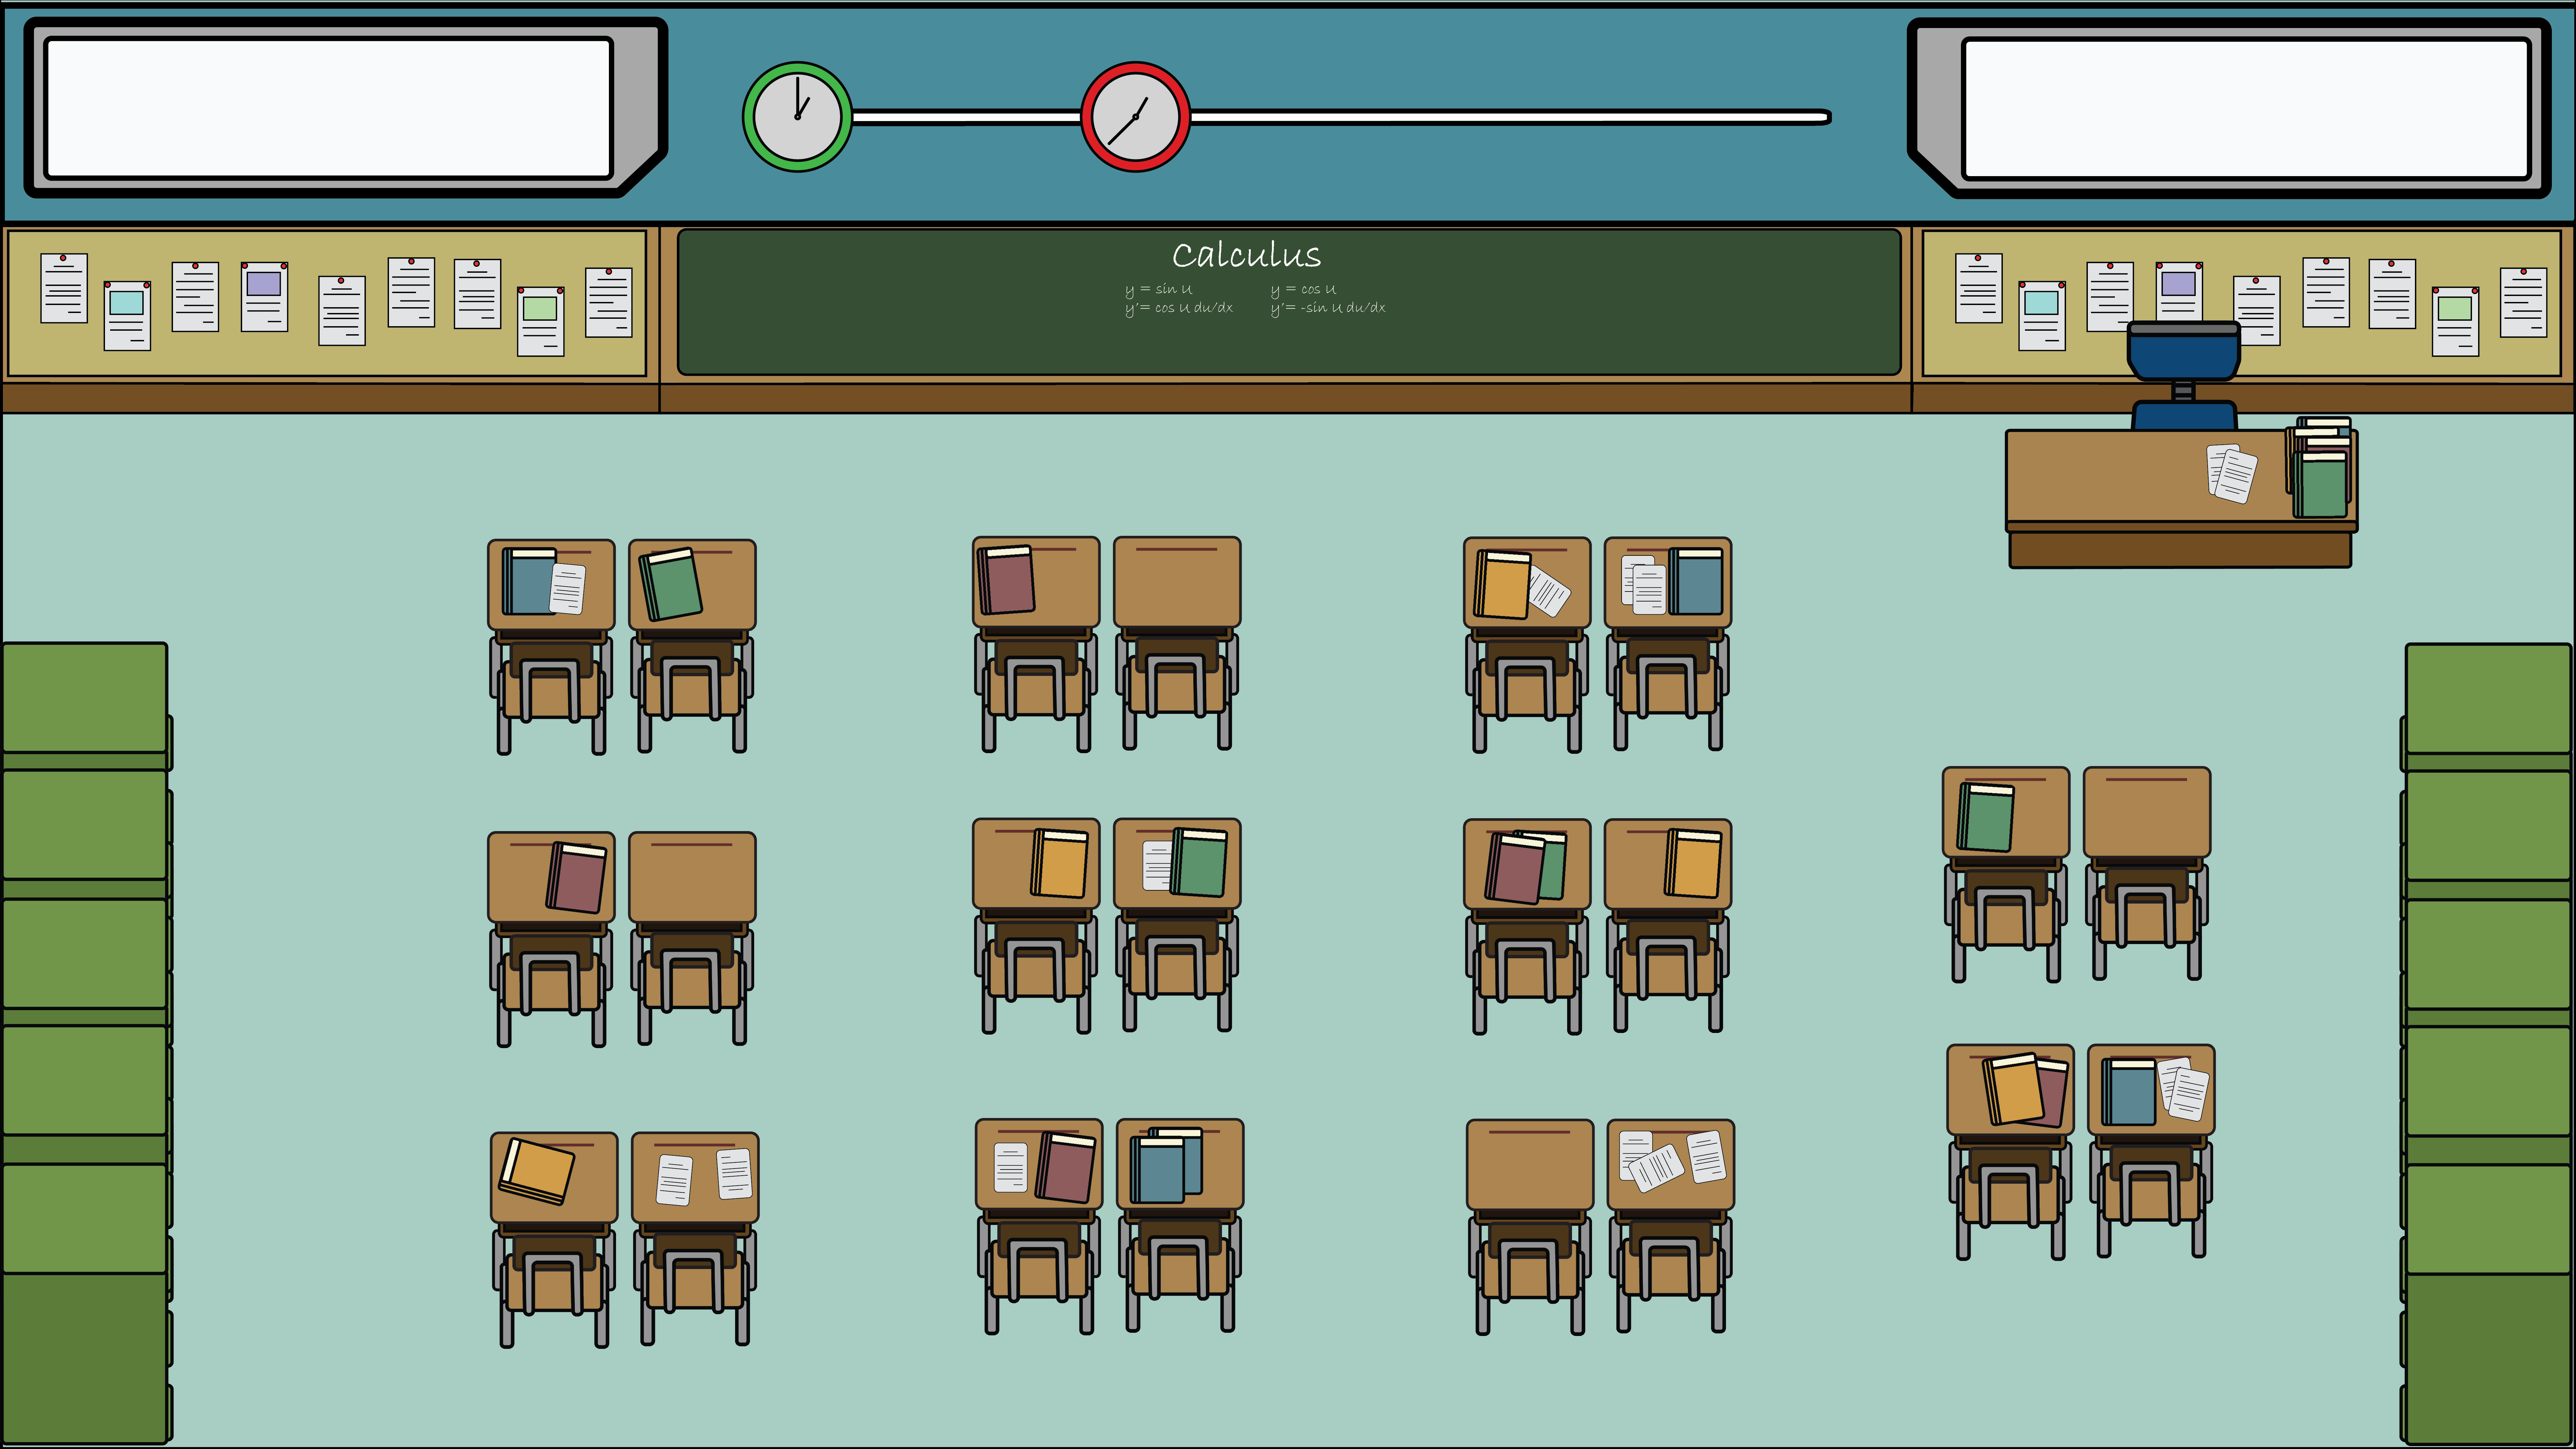 Calculus
y = sin U
y = cos U
y'= cos U du/dx
y'= -sin U du/dx